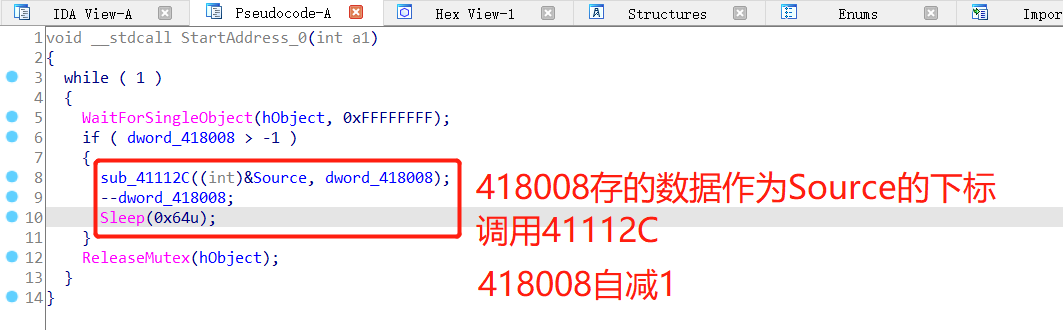 IDA View-A
Pseudocode-A
Hex View-1
Structures
Enums
Impor
1 void __stdcall StartAddress_0(int a1)
2 {
3 while ( 1 )
4 {
5 WaitForSingleObject(hObject, 0xFFFFFFFF);
6 if ( dword_418008 > -1 )
7 {
8 sub_41112C((int)&Source, dword_418008);
9 --dword_418008;
10 Sleep(0x64u);
11 }
12 ReleaseMutex(hObject);
13 }
14 }
418008存的数据作为Source的下标
调用41112C
418008自减1